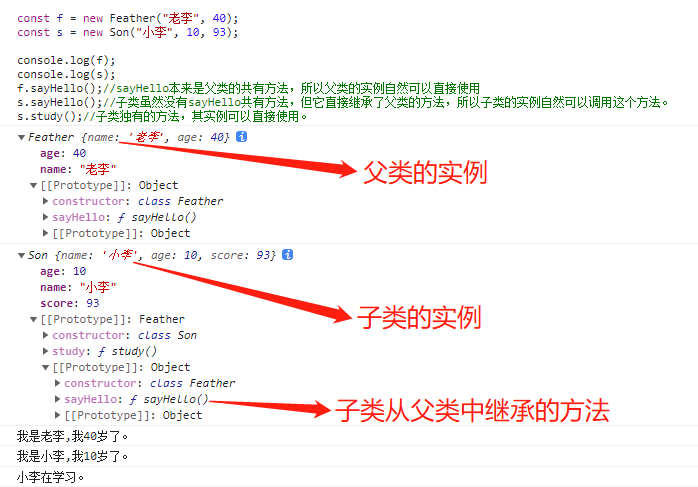 const f = new Feather("老李", 40);
const s = new Son("小李", 10, 93);
console.log(f);
console.log(s);
f.sayHello();//sayHello本来是父类的共有方法，所以父类的实例自然可以直接使用
s.sayHello();//子类虽然没有sayHello共有方法，但它直接继承了父类的方法，所以子类的实例自然可以调用这个方法。
s.study();//子类独有的方法，其实例可以直接使用。
▼Feather {name: '老李', age: 40} i
age: 40
name: "老李"
父类的实例
▼[[Prototype]]: Object
▶constructor: class Feather
▶sayHello: ƒ sayHello()
▶[[Prototype]]: Object
▼Son {name: '小李', age: 10, score: 93} i
age: 10
name: "小李"
score: 93
子类的实例
▼[[Prototype]]: Feather
▶constructor: class Son
▶study: ƒ study()
▼[[Prototype]]: Object
▶constructor: class Feather
▶sayHello: ƒ sayHello()
子类从父类中继承的方法
▶[[Prototype]]: Object
我是老李,我40岁了。
我是小李,我10岁了。
小李在学习。